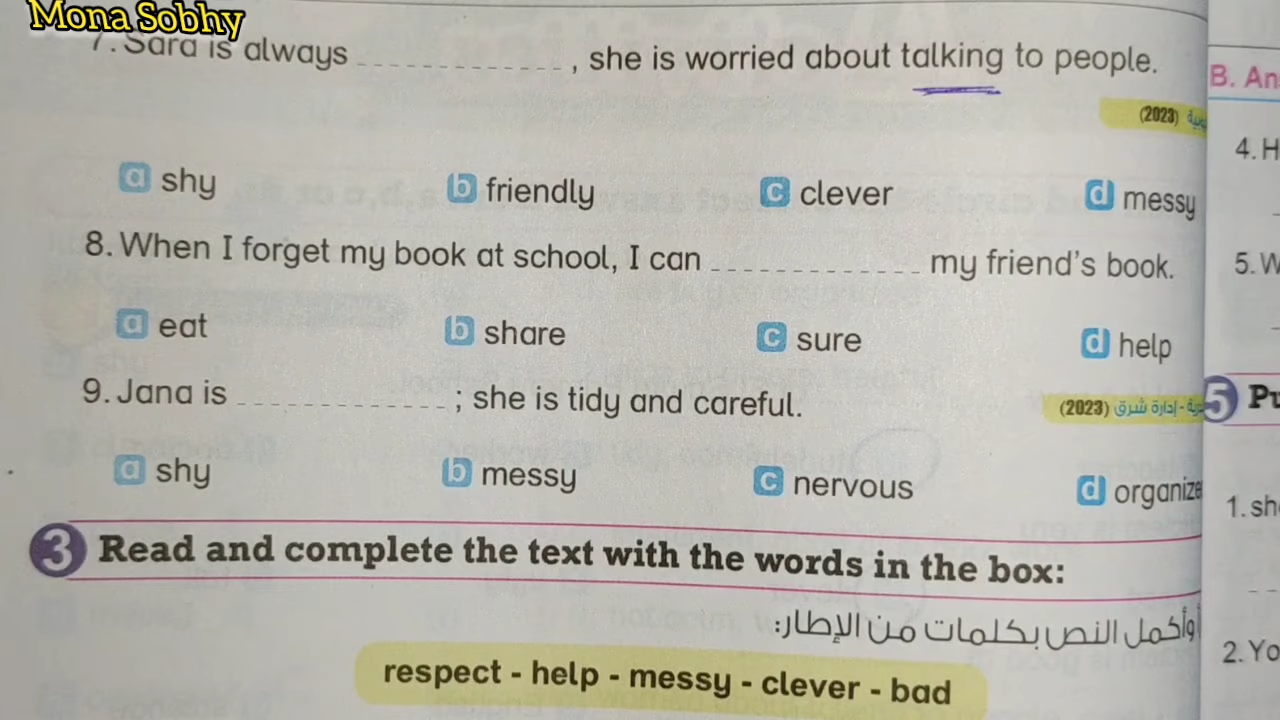 Mona Sobhy
7. Sara is always ______________ , she is worried about talking to people.
(2023)
a shy b friendly c clever d messy
8. When I forget my book at school, I can ______________ my friend's book.
a eat b share c sure d help
9. Jana is ______________ ; she is tidy and careful.
(2023) إدارة شرق
a shy b messy c nervous d organize
3 Read and complete the text with the words in the box:
وأكمل النص بكلمات من الإطار:
respect - help - messy - clever - bad
B. An
4. H
5. W
5 Pu
1. sh
2. Yo